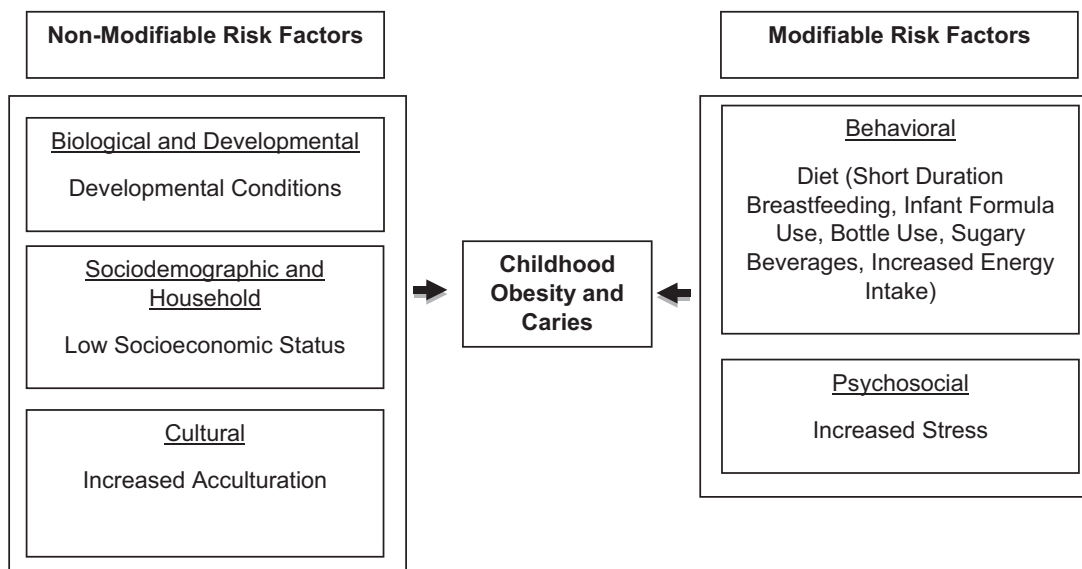 Non-Modifiable Risk Factors
Biological and Developmental
Developmental Conditions
Sociodemographic and
Household
Low Socioeconomic Status
Cultural
Increased Acculturation
Childhood
Obesity and
Caries
Modifiable Risk Factors
Behavioral
Diet (Short Duration
Breastfeeding, Infant Formula
Use, Bottle Use, Sugary
Beverages, Increased Energy
Intake)
Psychosocial
Increased Stress